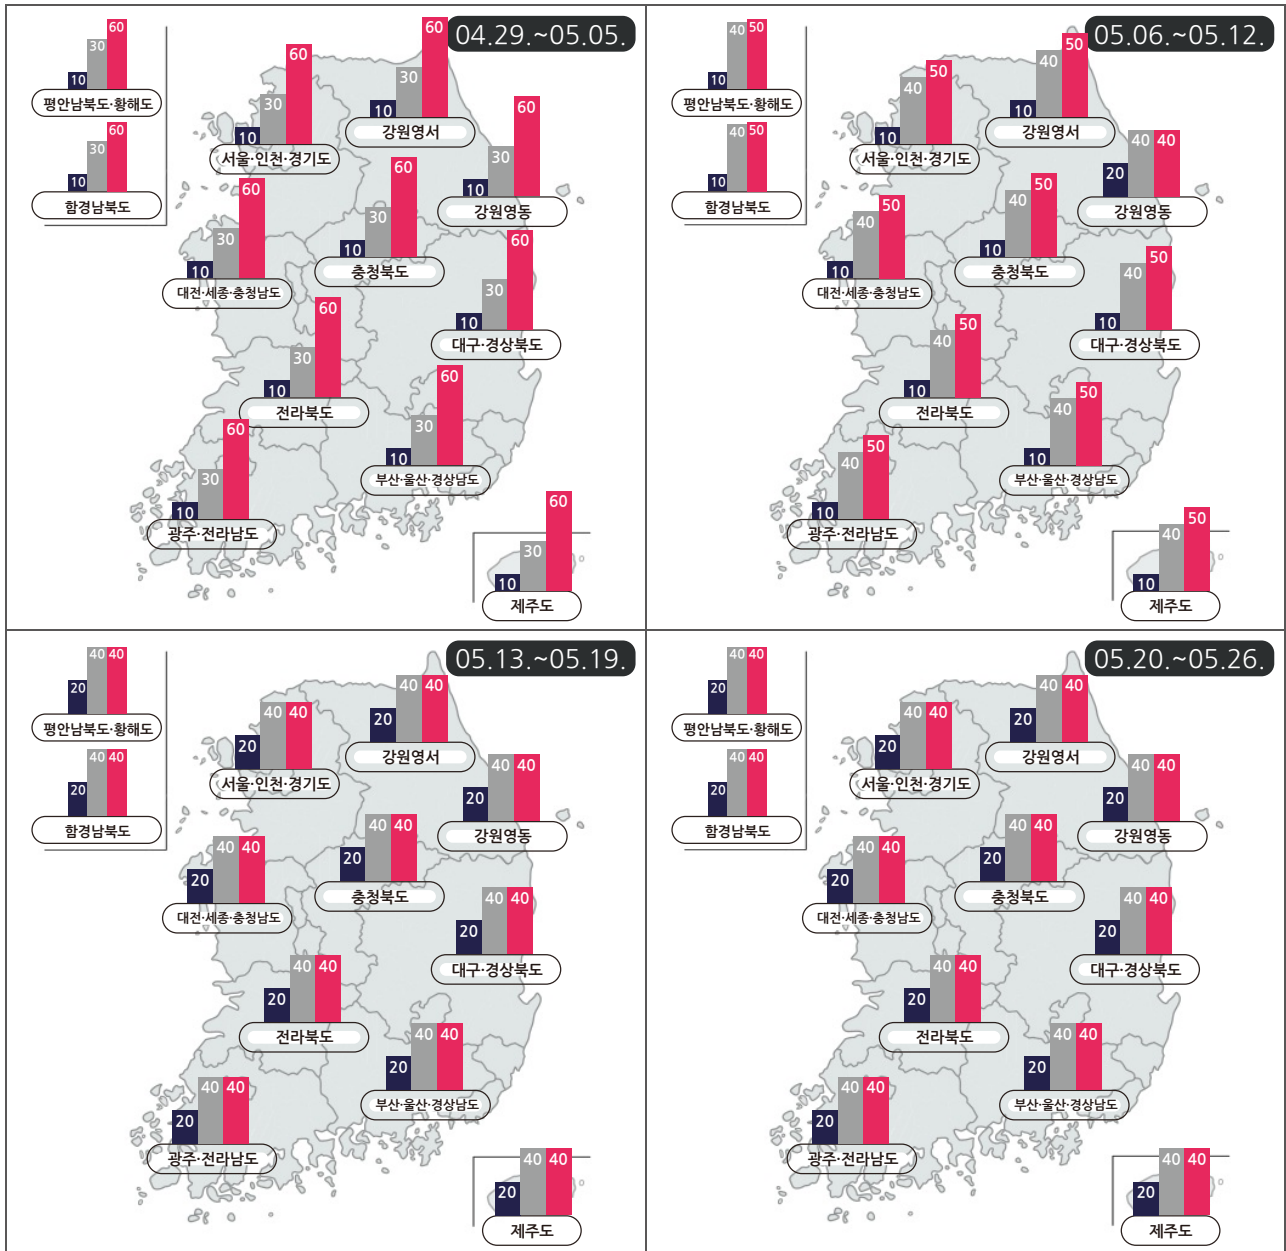 04.29.~05.05.
10 30 60
평안남북도·황해도
10 30 60
함경남북도
10 30 60
서울·인천·경기도
10 30 60
강원영서
10 30 60
강원영동
10 30 60
충청북도
10 30 60
대전·세종·충청남도
10 30 60
대구·경상북도
10 30 60
전라북도
10 30 60
부산·울산·경상남도
10 30 60
광주·전라남도
10 30 60
제주도
05.06.~05.12.
10 40 50
평안남북도·황해도
10 40 50
함경남북도
10 40 50
서울·인천·경기도
10 40 50
강원영서
20 40 40
강원영동
10 40 50
충청북도
10 40 50
대전·세종·충청남도
10 40 50
대구·경상북도
10 40 50
전라북도
10 40 50
부산·울산·경상남도
10 40 50
광주·전라남도
10 40 50
제주도
05.13.~05.19.
20 40 40
평안남북도·황해도
20 40 40
함경남북도
20 40 40
서울·인천·경기도
20 40 40
강원영서
20 40 40
강원영동
20 40 40
충청북도
20 40 40
대전·세종·충청남도
20 40 40
대구·경상북도
20 40 40
전라북도
20 40 40
부산·울산·경상남도
20 40 40
광주·전라남도
20 40 40
제주도
05.20.~05.26.
20 40 40
평안남북도·황해도
20 40 40
함경남북도
20 40 40
서울·인천·경기도
20 40 40
강원영서
20 40 40
강원영동
20 40 40
충청북도
20 40 40
대전·세종·충청남도
20 40 40
대구·경상북도
20 40 40
전라북도
20 40 40
부산·울산·경상남도
20 40 40
광주·전라남도
20 40 40
제주도